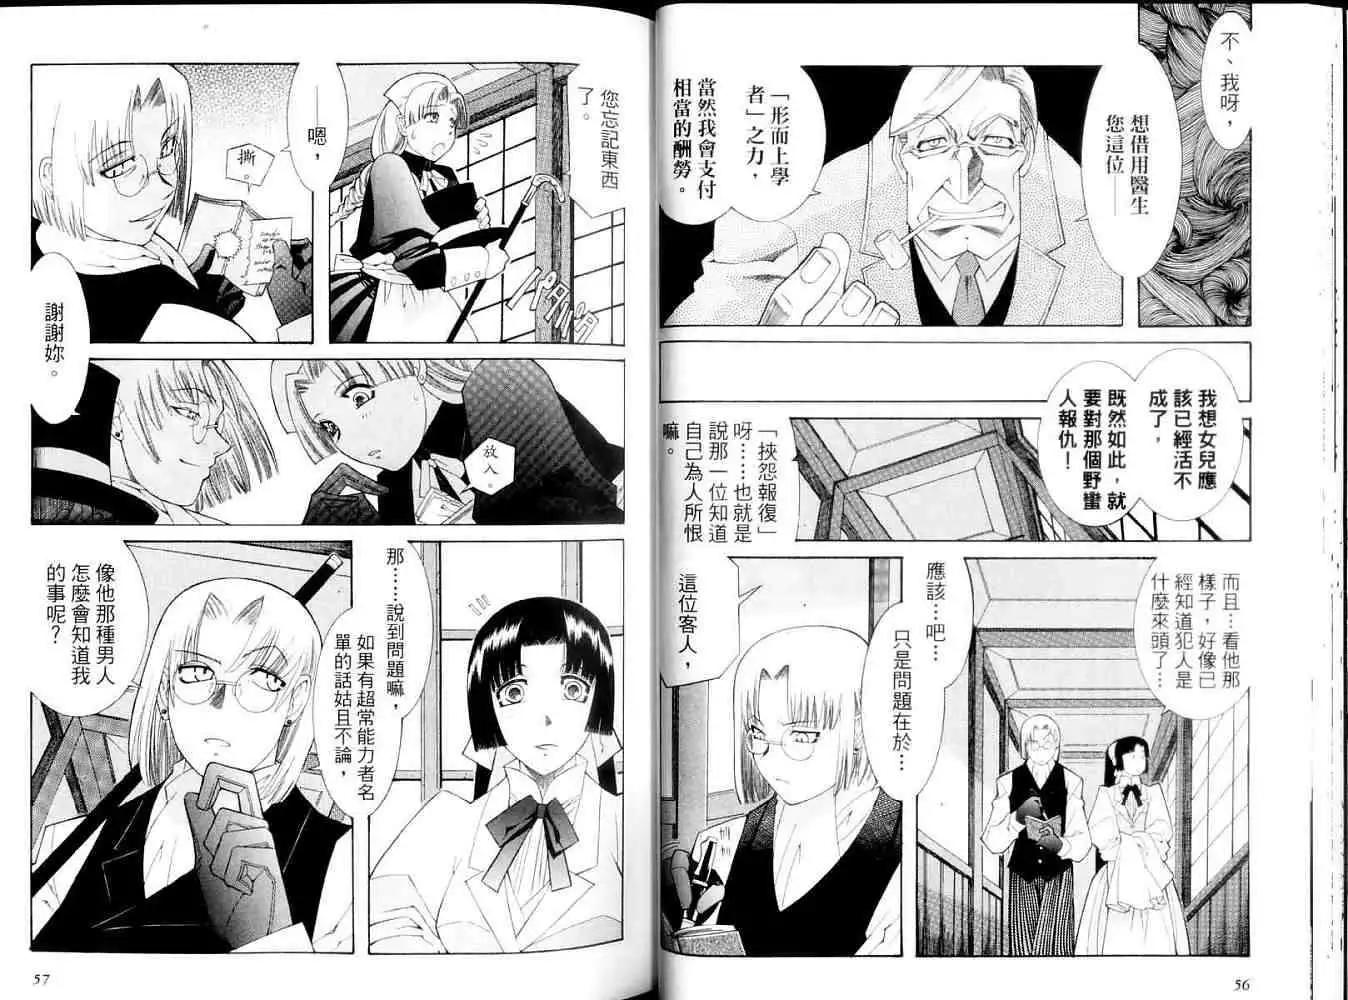 不、我呀，
想借用醫生
您這位——
「形而上學
者」之力，
當然我會支付
相當的酬勞。
我想女兒應
該已經活不
成了，
既然如此，就
要對那個野蠻
人報仇！
「挾怨報復」
呀……也就是
說那一位知道
自己為人所恨
嘛。
而且…看他那
樣子，好像已
經知道犯人是
什麼來頭了…
應該…吧…
只是問題在於…
這位客人，
56
您忘記東西
了。
——嗯，
撕。
謝謝妳。
放入。
那……說到問題嘛，
如果有超常能力者名
單的話姑且不論，
像他那種男人
怎麼會知道我
的事呢？
57